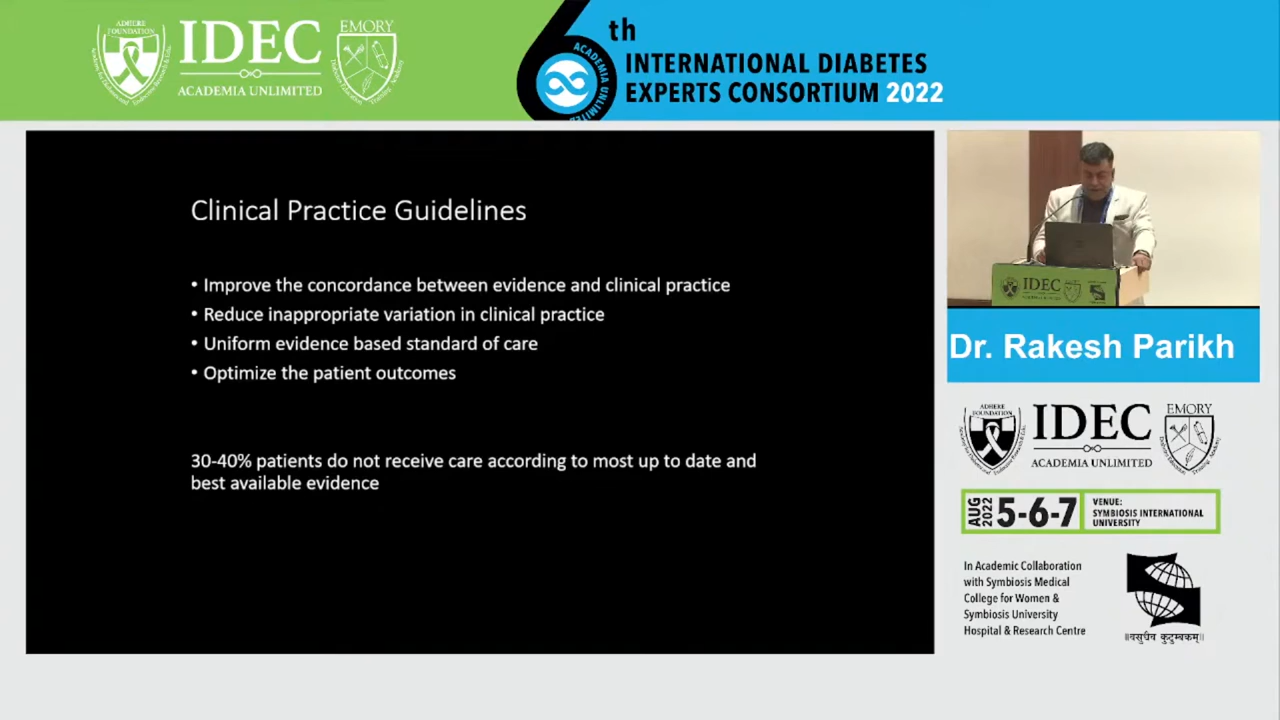 ADHERE
FOUNDATION
IDEC
ACADEMIA UNLIMITED
EMORY
6th
ACADEMIA UNLIMITED
INTERNATIONAL DIABETES
EXPERTS CONSORTIUM 2022
Clinical Practice Guidelines
• Improve the concordance between evidence and clinical practice
• Reduce inappropriate variation in clinical practice
• Uniform evidence based standard of care
• Optimize the patient outcomes
30-40% patients do not receive care according to most up to date and
best available evidence
IDEC
Dr. Rakesh Parikh
ADHERE
FOUNDATION
IDEC
ACADEMIA UNLIMITED
EMORY
AUG
2022
5-6-7
VENUE:
SYMBIOSIS INTERNATIONAL
UNIVERSITY
In Academic Collaboration
with Symbiosis Medical
College for Women &
Symbiosis University
Hospital & Research Centre
॥वसुधैव कुटुम्बकम्॥